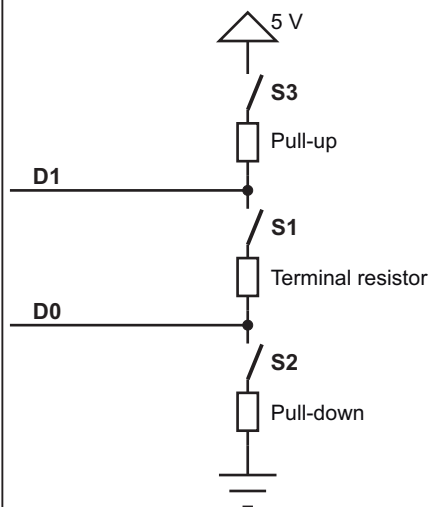 5 V
S3
Pull-up
D1
S1
Terminal resistor
D0
S2
Pull-down